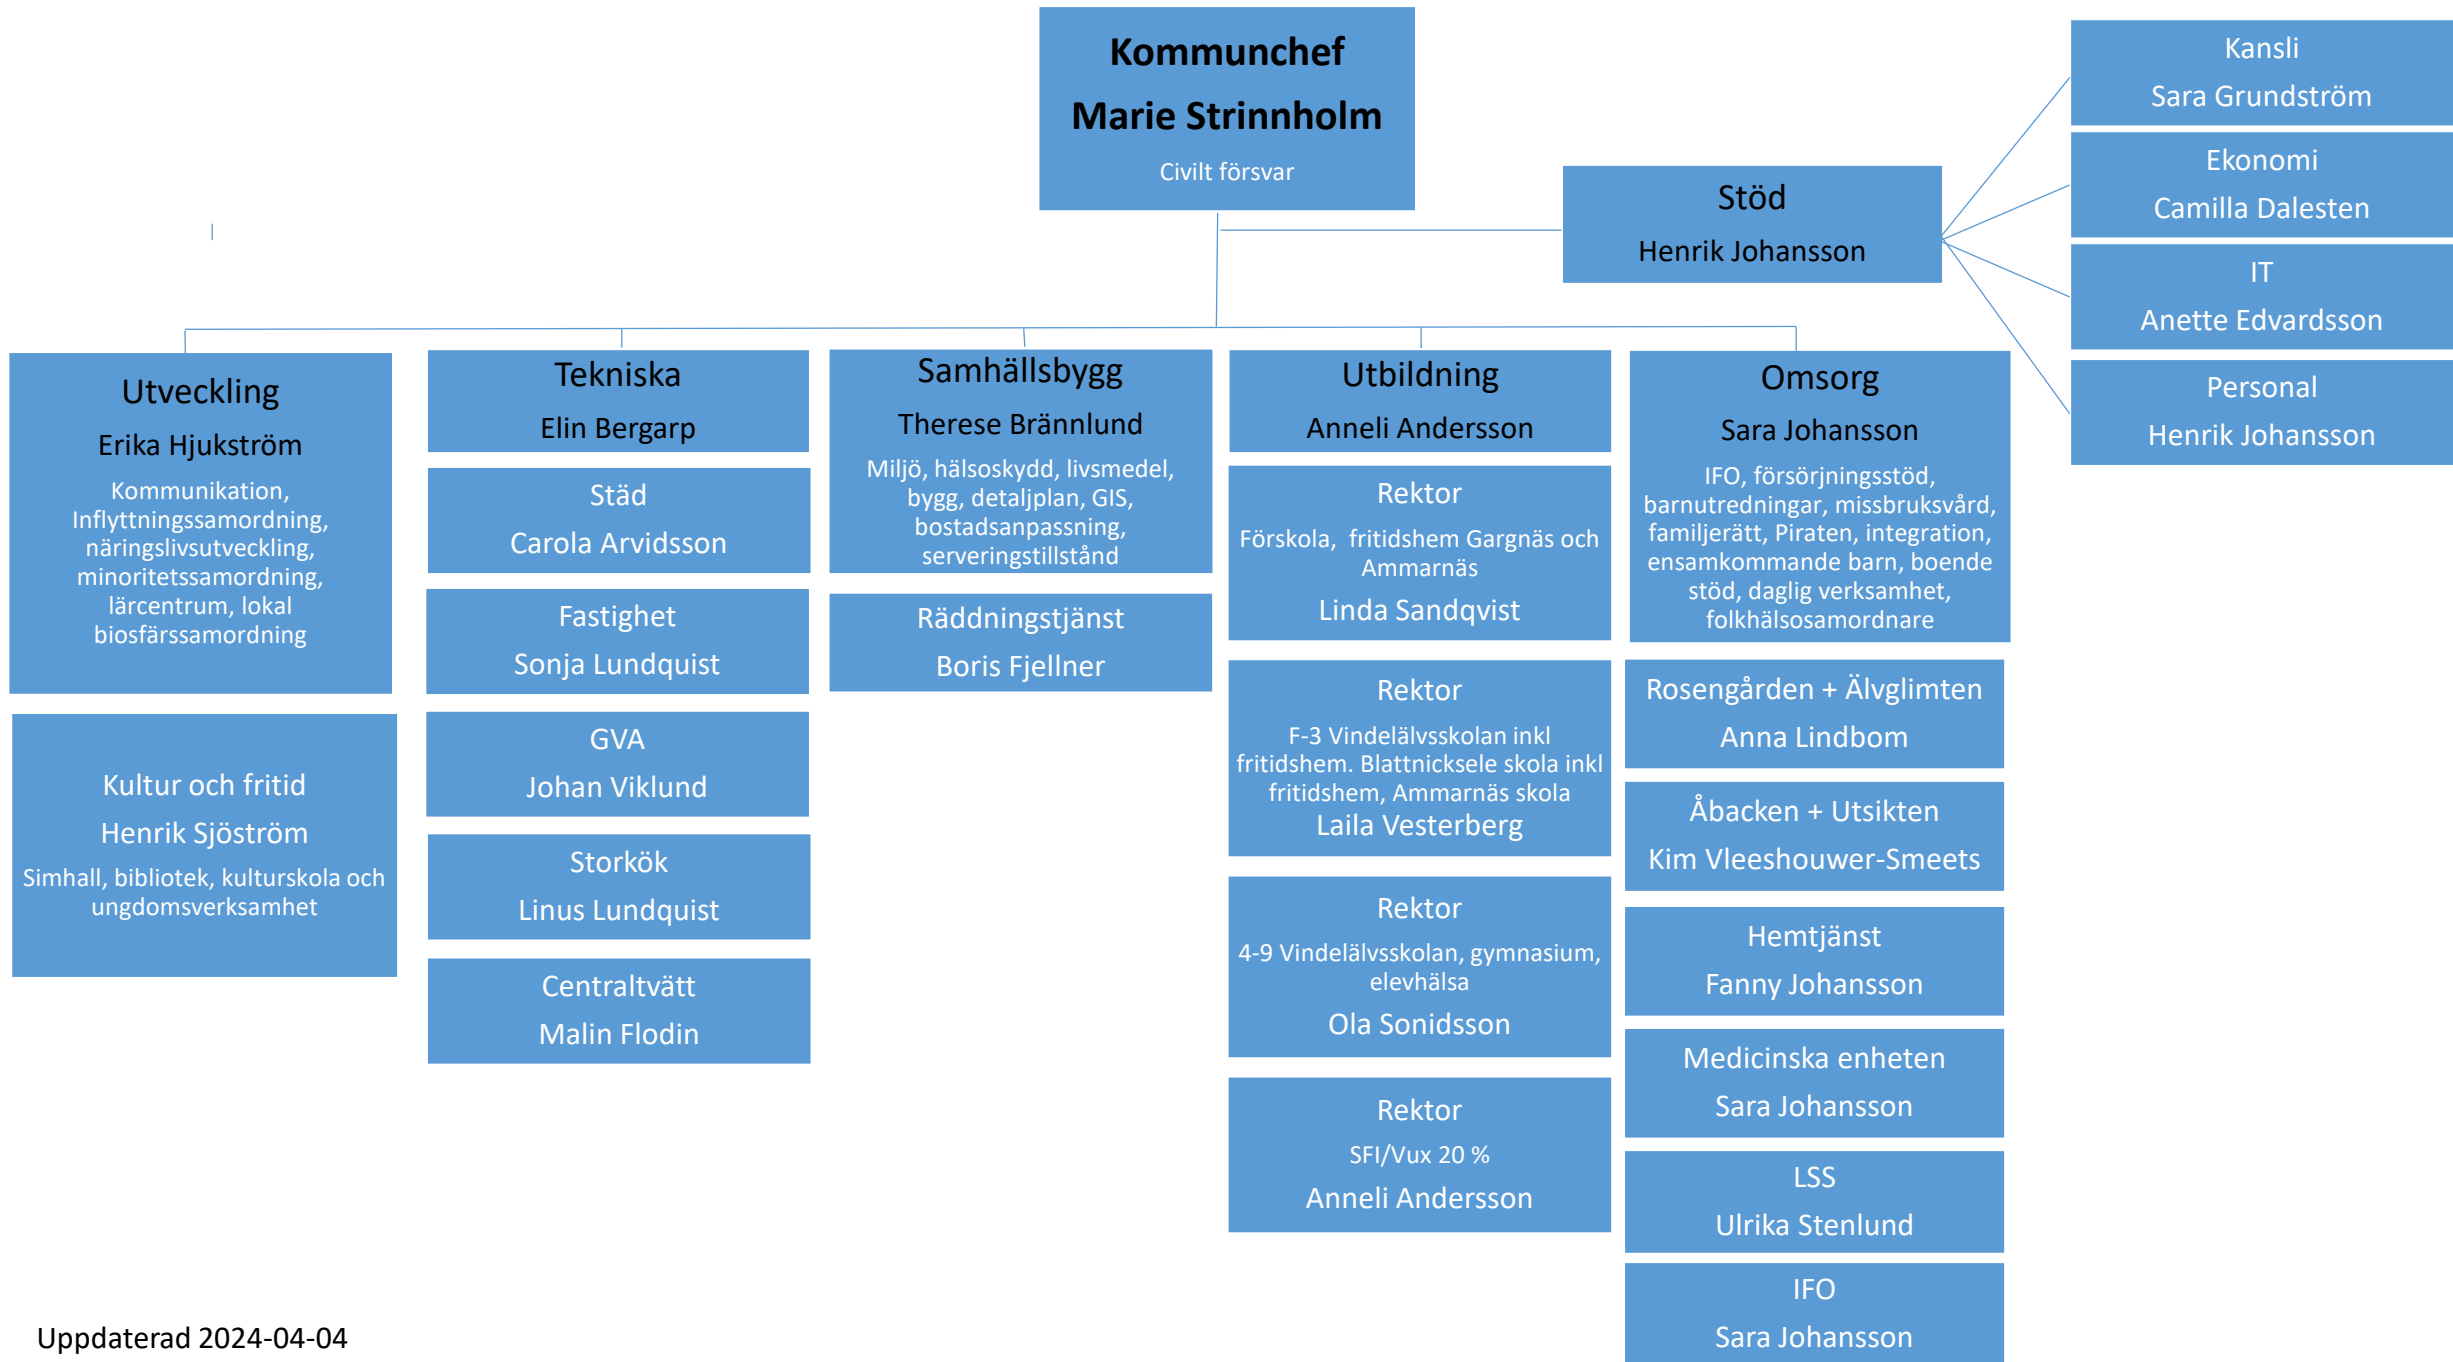 Kommunchef
Marie Strinnholm
Civilt försvar
Stöd
Henrik Johansson
Kansli
Sara Grundström
Ekonomi
Camilla Dalesten
IT
Anette Edvardsson
Personal
Henrik Johansson
Utveckling
Erika Hjukström
Kommunikation,
Inflyttningssamordning,
näringslivsutveckling,
minoritetssamordning,
lärcentrum, lokal
biosfärssamordning
Kultur och fritid
Henrik Sjöström
Simhall, bibliotek, kulturskola och
ungdomsverksamhet
Tekniska
Elin Bergarp
Städ
Carola Arvidsson
Fastighet
Sonja Lundquist
GVA
Johan Viklund
Storkök
Linus Lundquist
Centraltvätt
Malin Flodin
Samhällsbygg
Therese Brännlund
Miljö, hälsoskydd, livsmedel,
bygg, detaljplan, GIS,
bostadsanpassning,
serveringstillstånd
Räddningstjänst
Boris Fjellner
Utbildning
Anneli Andersson
Rektor
Förskola, fritidshem Gargnäs och
Ammarnäs
Linda Sandqvist
Rektor
F-3 Vindelälvsskolan inkl
fritidshem. Blattnicksele skola inkl
fritidshem, Ammarnäs skola
Laila Vesterberg
Rektor
4-9 Vindelälvsskolan, gymnasium,
elevhälsa
Ola Sonidsson
Rektor
SFI/Vux 20 %
Anneli Andersson
Omsorg
Sara Johansson
IFO, försörjningsstöd,
barnutredningar, missbruksvård,
familjerätt, Piraten, integration,
ensamkommande barn, boende
stöd, daglig verksamhet,
folkhälsosamordnare
Rosengården + Älvglimten
Anna Lindbom
Åbacken + Utsikten
Kim Vleeshouwer-Smeets
Hemtjänst
Fanny Johansson
Medicinska enheten
Sara Johansson
LSS
Ulrika Stenlund
IFO
Sara Johansson
Uppdaterad 2024-04-04